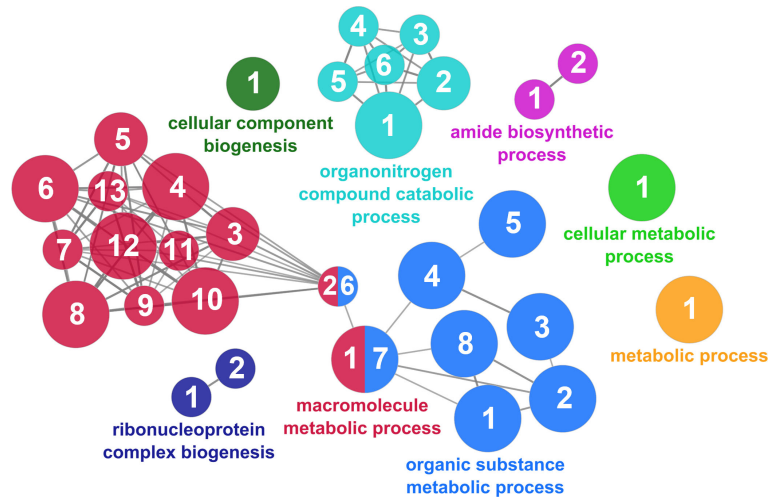 4
3
6
5
2
1
organonitrogen
compound catabolic
process
1
cellular component
biogenesis
2
1
amide biosynthetic
process
1
cellular metabolic
process
1
metabolic process
5
6
13
4
7
12
11
3
8
9
10
2 6
1 7
macromolecule
metabolic process
5
4
3
8
2
1
organic substance
metabolic process
2
1
ribonucleoprotein
complex biogenesis